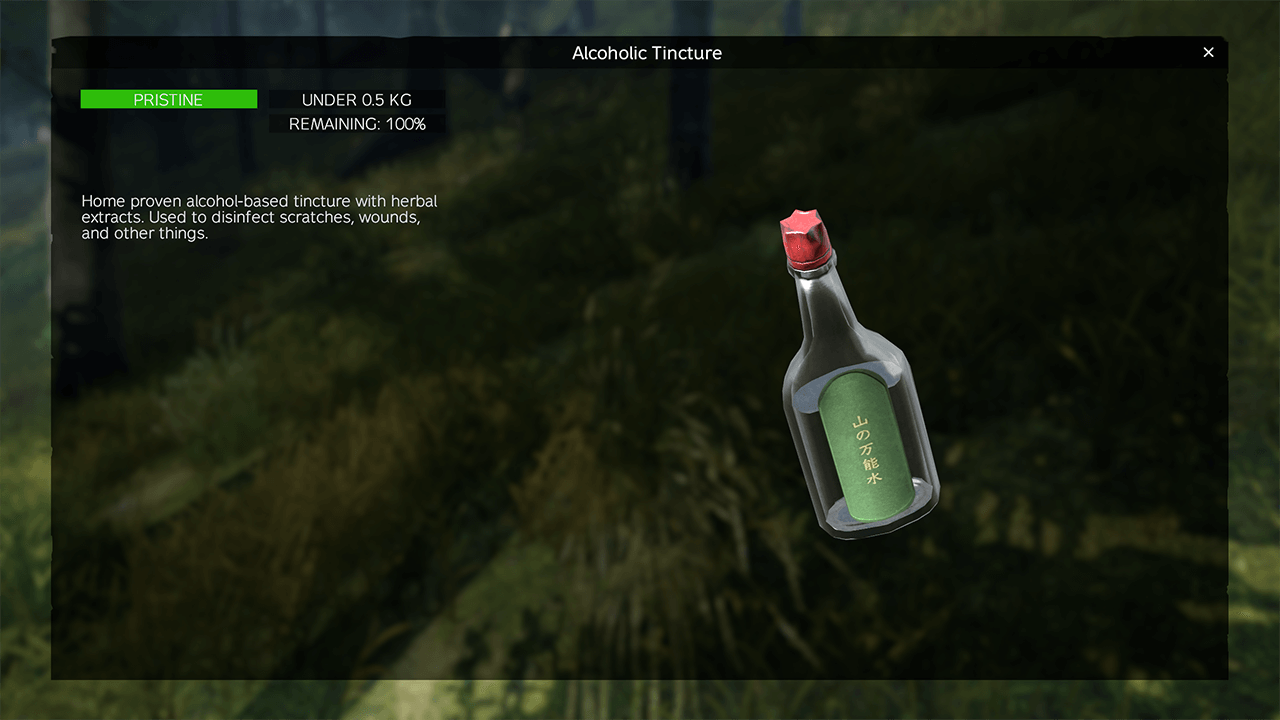 Alcoholic Tincture
PRISTINE
UNDER 0.5 KG
REMAINING: 100%
Home proven alcohol-based tincture with herbal
extracts. Used to disinfect scratches, wounds,
and other things.
山の万能水